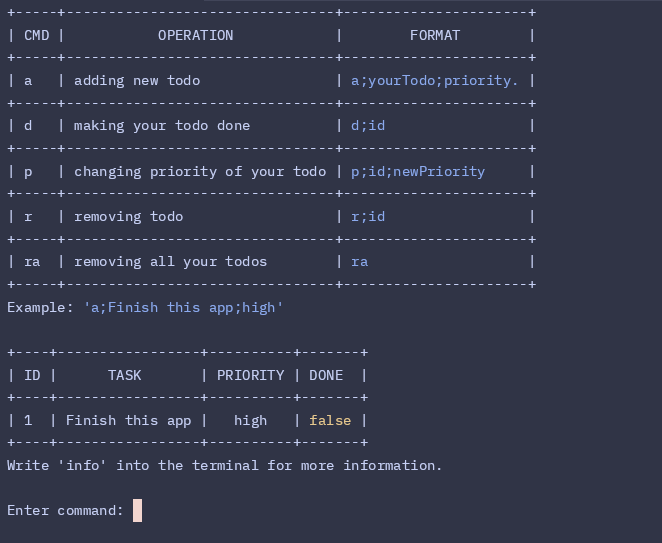 +-----+--------------------------------+----------------------+
| CMD |           OPERATION            |        FORMAT        |
+-----+--------------------------------+----------------------+
| a   | adding new todo                | a;yourTodo;priority. |
+-----+--------------------------------+----------------------+
| d   | making your todo done          | d;id                 |
+-----+--------------------------------+----------------------+
| p   | changing priority of your todo | p;id;newPriority     |
+-----+--------------------------------+----------------------+
| r   | removing todo                  | r;id                 |
+-----+--------------------------------+----------------------+
| ra  | removing all your todos        | ra                   |
+-----+--------------------------------+----------------------+
Example: 'a;Finish this app;high'
+----+-----------------+----------+-------+
| ID |      TASK       | PRIORITY | DONE  |
+----+-----------------+----------+-------+
| 1  | Finish this app |   high   | false |
+----+-----------------+----------+-------+
Write 'info' into the terminal for more information.
Enter command: